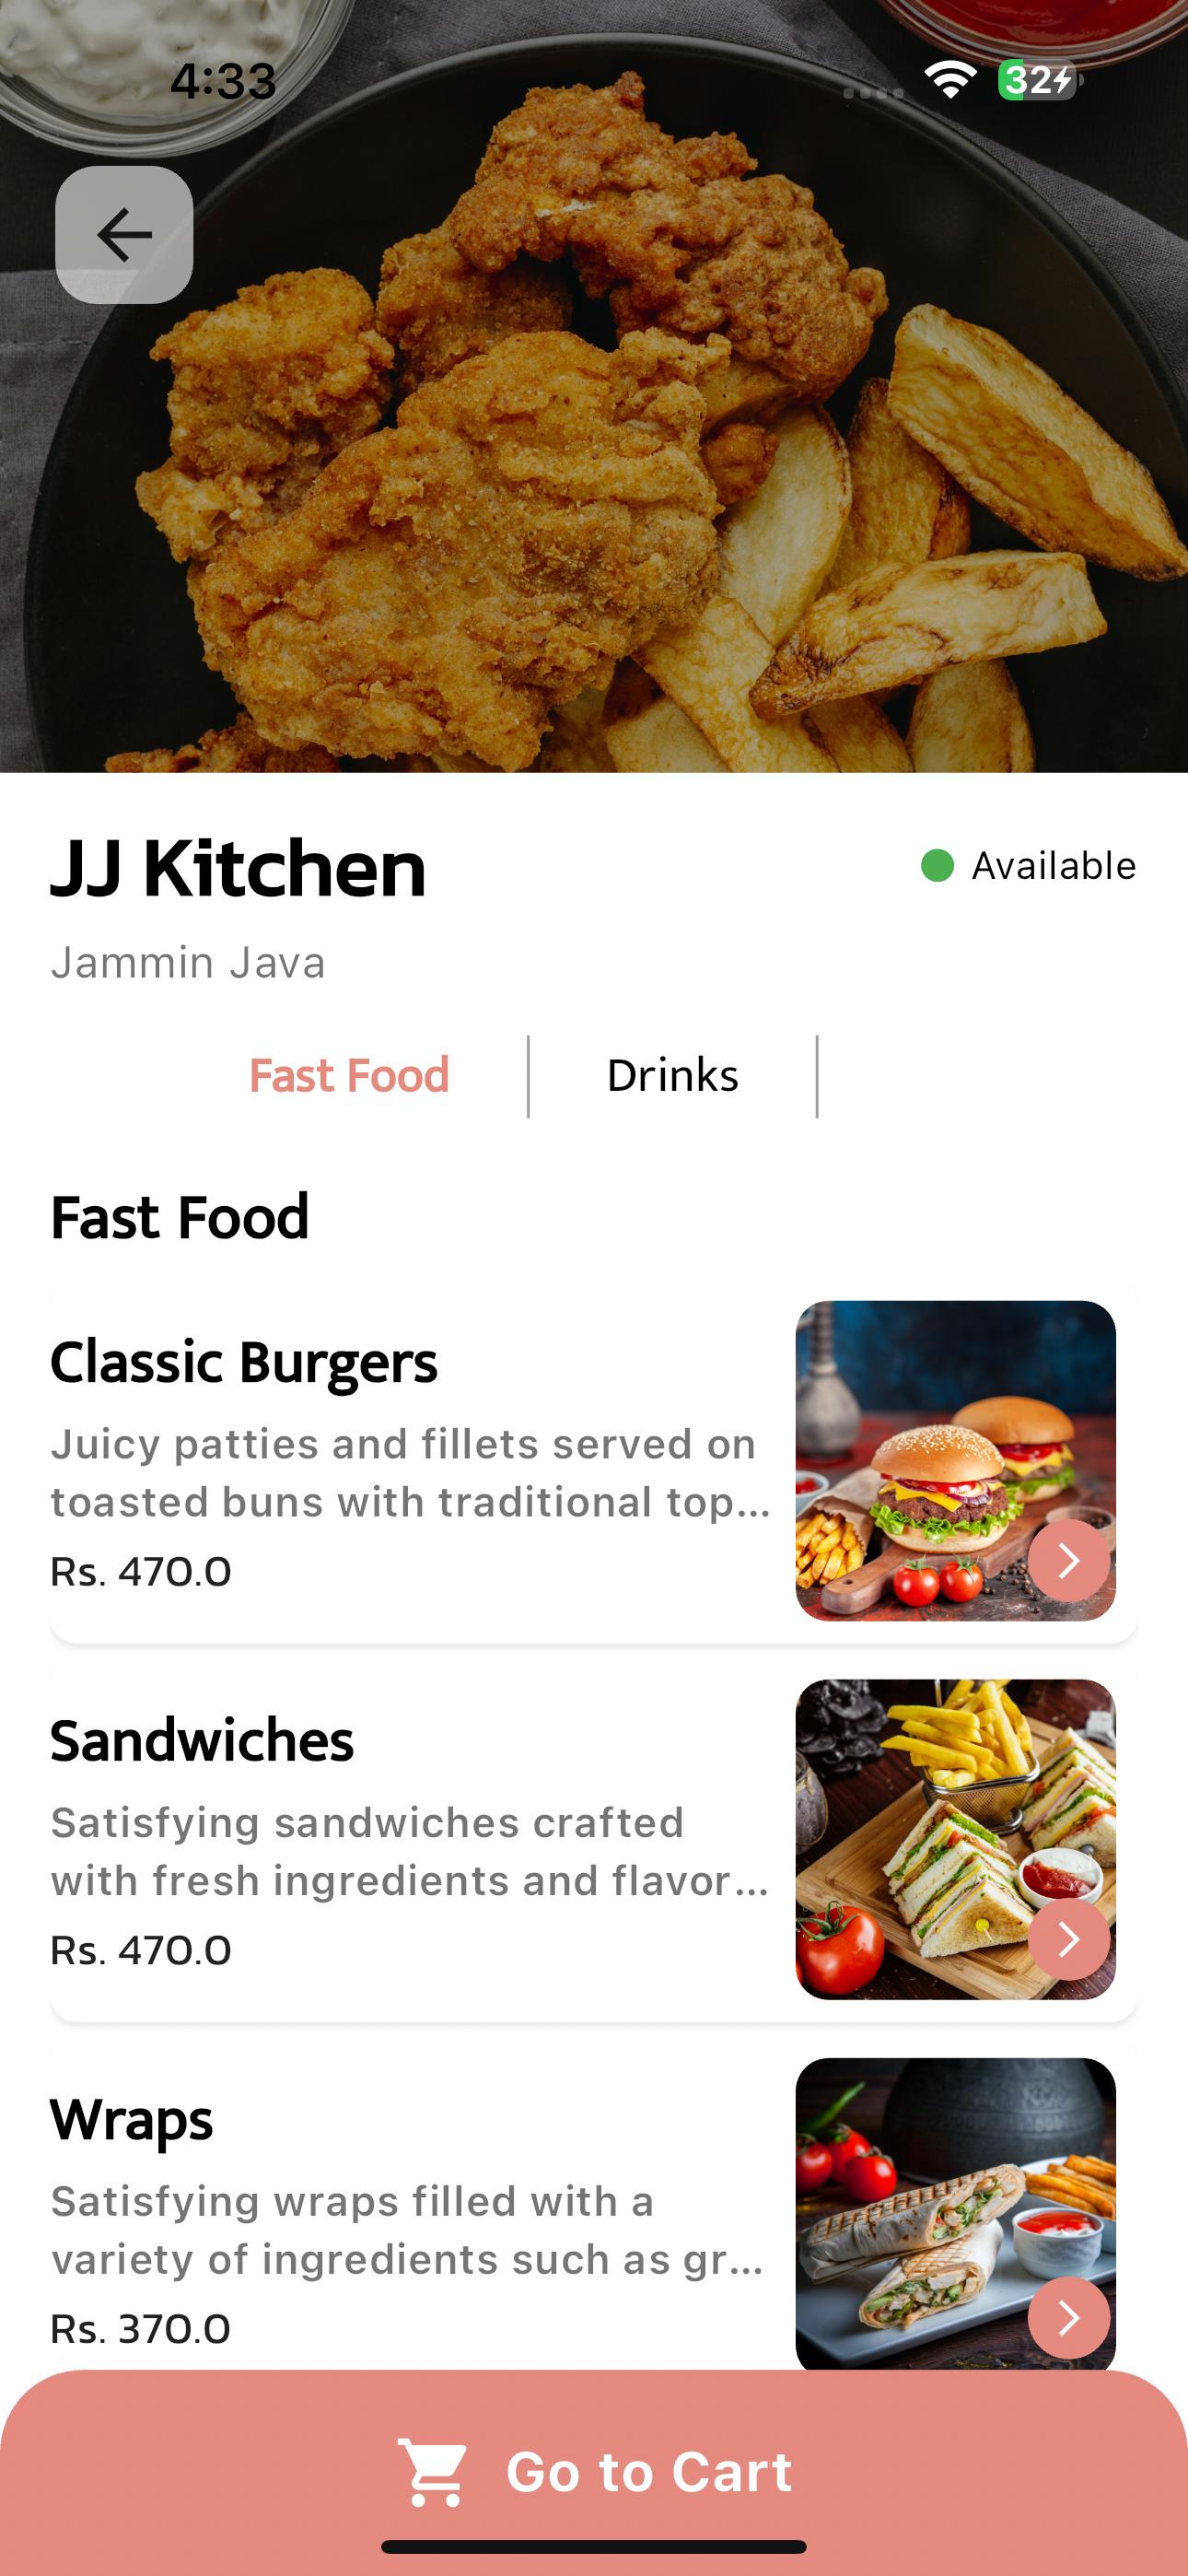 4:33
32
JJ Kitchen
Available
Jammin Java
Fast Food
Drinks
Fast Food
Classic Burgers
Juicy patties and fillets served on
toasted buns with traditional top...
Rs. 470.0
Sandwiches
Satisfying sandwiches crafted
with fresh ingredients and flavor...
Rs. 470.0
Wraps
Satisfying wraps filled with a
variety of ingredients such as gr...
Rs. 370.0
Go to Cart